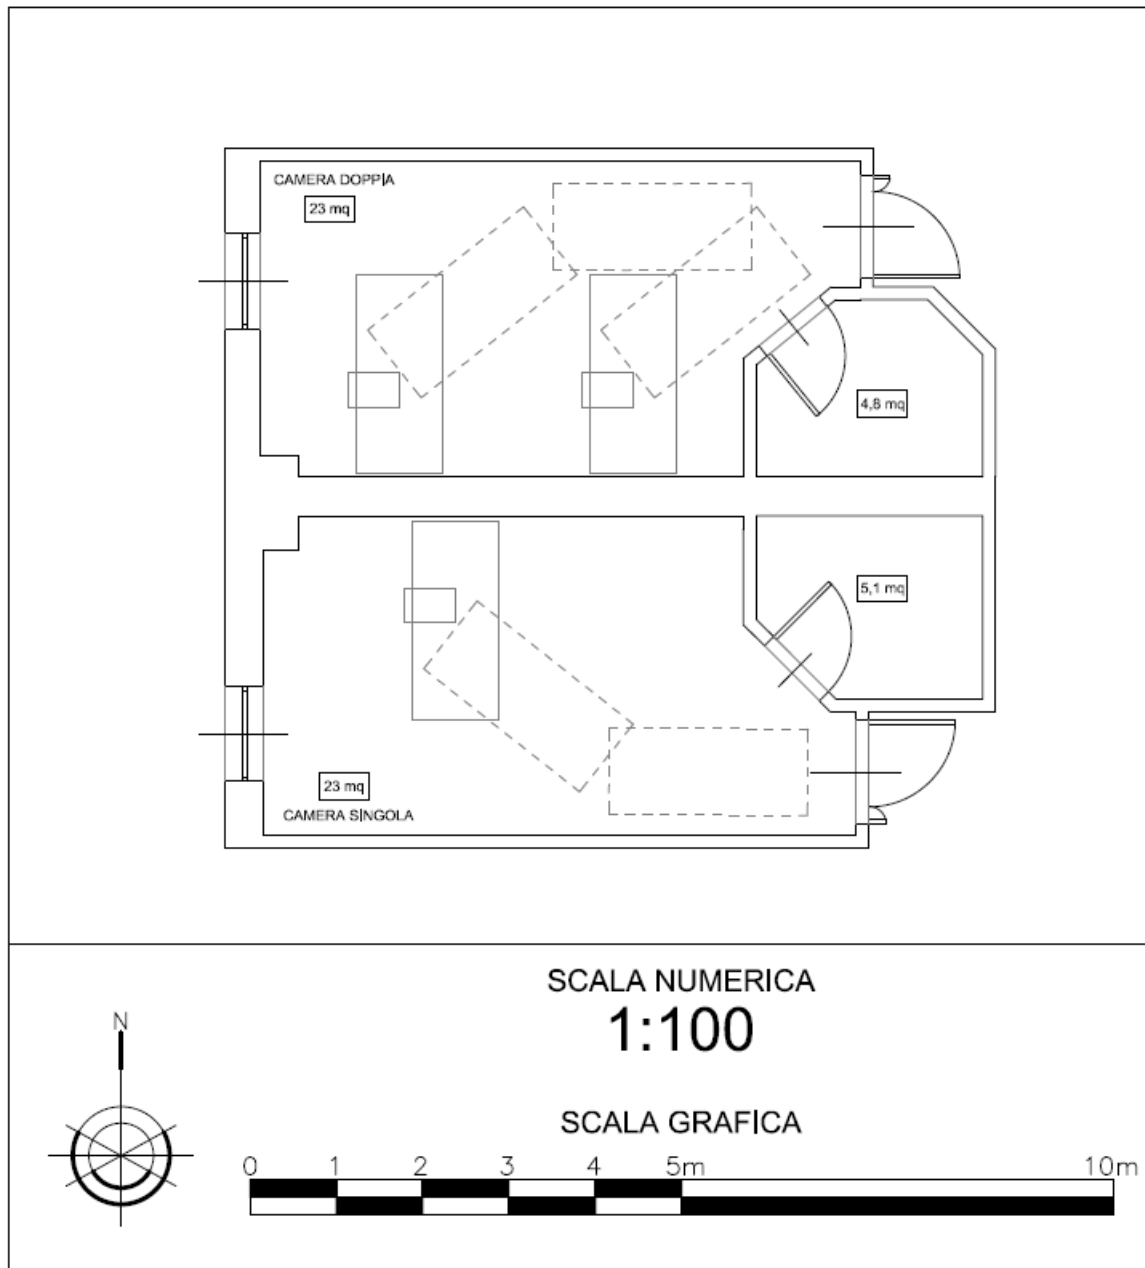 CAMERA DOPPIA
23 mq
4,8 mq
5,1 mq
23 mq
CAMERA SINGOLA
SCALA NUMERICA
1:100
N
SCALA GRAFICA
0 1 2 3 4 5m 10m